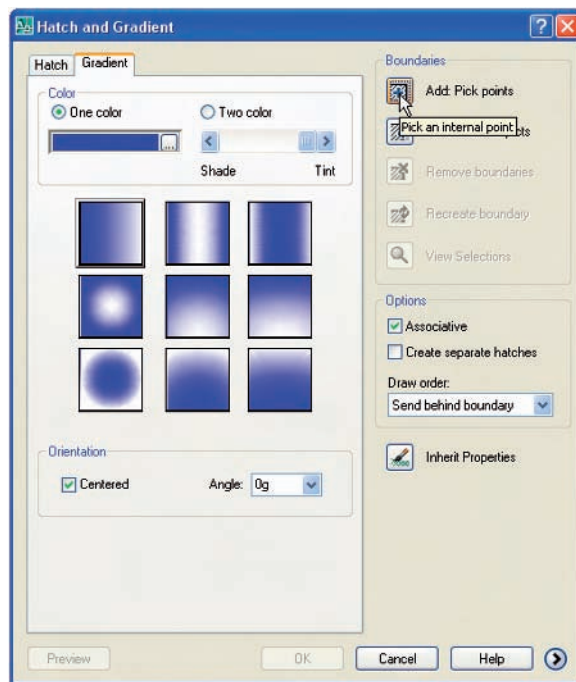 Hatch and Gradient
Hatch
Gradient
Color
One color
Two color
...
Shade
Tint
Orientation
Centered
Angle:
0g
Boundaries
Add: Pick points
Pick an internal point
Remove boundaries
Recreate boundary
View Selections
Options
Associative
Create separate hatches
Draw order:
Send behind boundary
Inherit Properties
Preview
OK
Cancel
Help